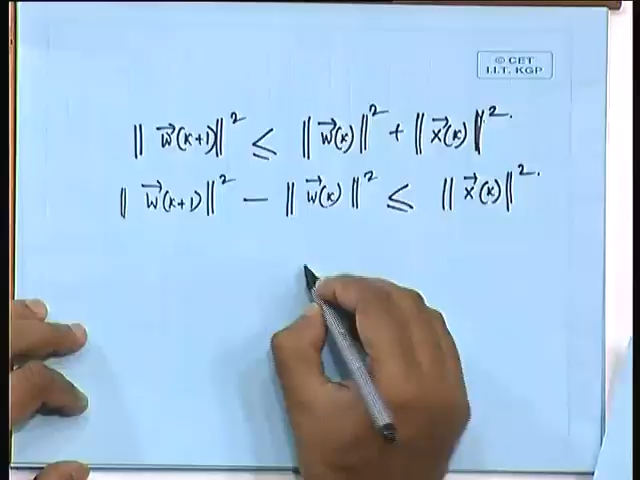 © CET
I.I.T. KGP
‖ w⃗(k+1)‖² ≤ ‖ w⃗(k)‖² + ‖ x⃗(k)‖².
‖ w⃗(k+1)‖² − ‖ w⃗(k)‖² ≤ ‖ x⃗(k)‖².